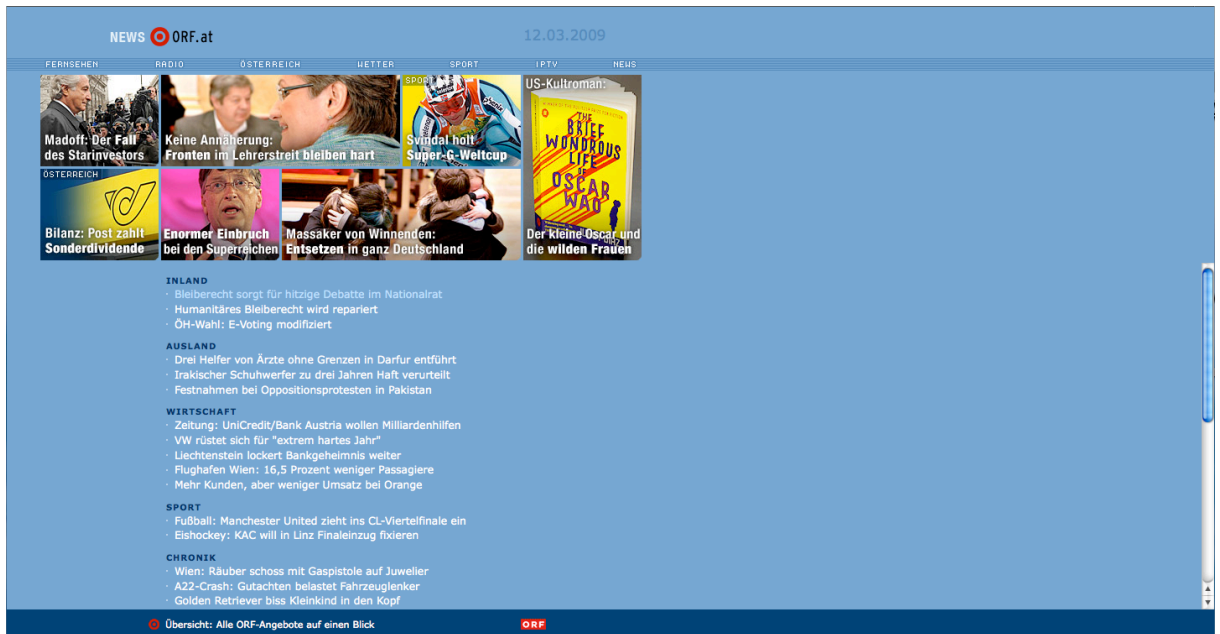 NEWS ORF.at
12.03.2009
FERNSEHEN RADIO ÖSTERREICH WETTER SPORT IPTV NEWS
Madoff: Der Fall
des Starinvestors
Keine Annäherung:
Fronten im Lehrerstreit bleiben hart
SPORT
Svindal holt
Super-G-Weltcup
US-Kultroman:
THE
BRIEF
WONDROUS
LIFE
OF
OSCAR
WAO
Der kleine Oscar und
die wilden Frauen
ÖSTERREICH
Bilanz: Post zahlt
Sonderdividende
Enormer Einbruch
bei den Superreichen
Massaker von Winnenden:
Entsetzen in ganz Deutschland
INLAND
· Bleiberecht sorgt für hitzige Debatte im Nationalrat
· Humanitäres Bleiberecht wird repariert
· ÖH-Wahl: E-Voting modifiziert
AUSLAND
· Drei Helfer von Ärzte ohne Grenzen in Darfur entführt
· Irakischer Schuhwerfer zu drei Jahren Haft verurteilt
· Festnahmen bei Oppositionsprotesten in Pakistan
WIRTSCHAFT
· Zeitung: UniCredit/Bank Austria wollen Milliardenhilfen
· VW rüstet sich für "extrem hartes Jahr"
· Liechtenstein lockert Bankgeheimnis weiter
· Flughafen Wien: 16,5 Prozent weniger Passagiere
· Mehr Kunden, aber weniger Umsatz bei Orange
SPORT
· Fußball: Manchester United zieht ins CL-Viertelfinale ein
· Eishockey: KAC will in Linz Finaleinzug fixieren
CHRONIK
· Wien: Räuber schoss mit Gaspistole auf Juwelier
· A22-Crash: Gutachten belastet Fahrzeuglenker
· Golden Retriever biss Kleinkind in den Kopf
Übersicht: Alle ORF-Angebote auf einen Blick
ORF